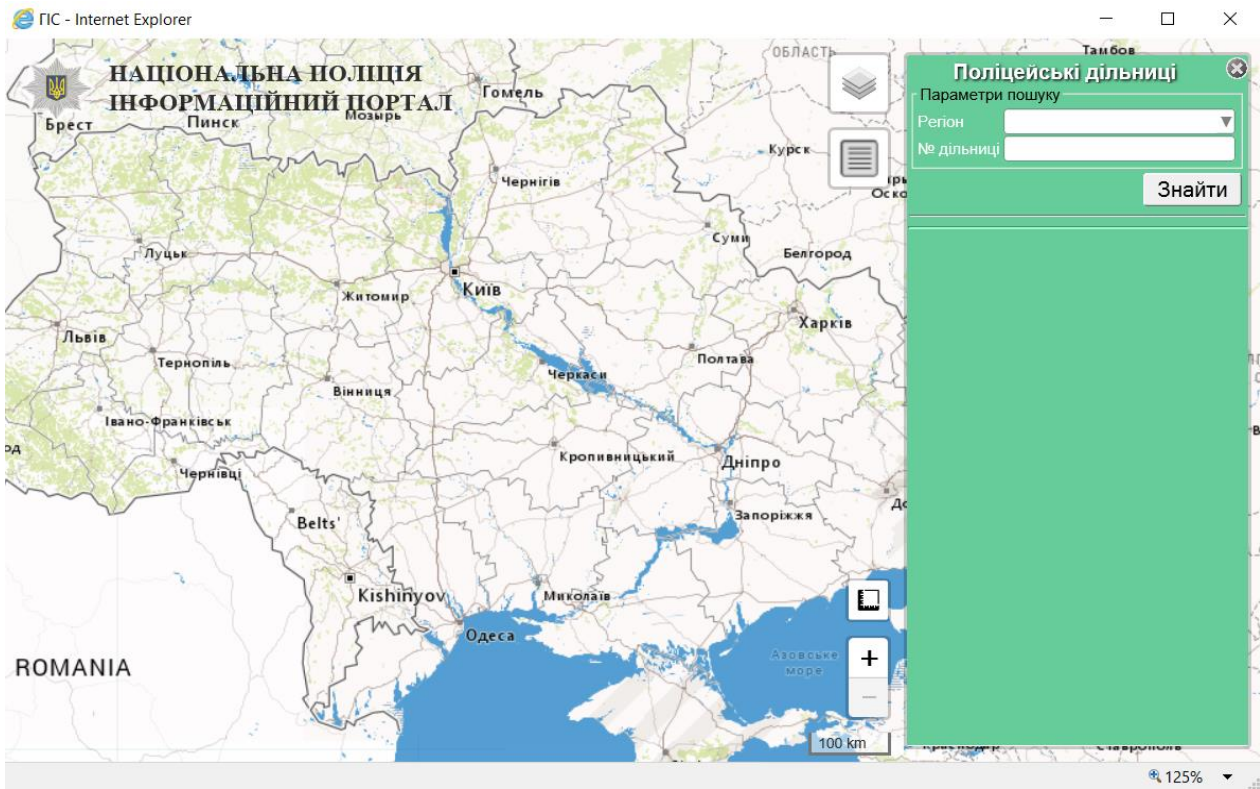 ГІС - Internet Explorer
НАЦІОНАЛЬНА ПОЛІЦІЯ
ІНФОРМАЦІЙНИЙ ПОРТАЛ
ОБЛАСТЬ
Тамбов
Поліцейські дільниці
Параметри пошуку
Регіон
№ дільниці
Знайти
Гомель
Брест
Пинск
Мозырь
Курск
Чернігів
Суми
Белгород
Луцьк
Житомир
Київ
Харків
Львів
Тернопіль
Полтава
Черкаси
Вінниця
Івано-Франківськ
Кропивницький
Дніпро
Чернівці
Запоріжжя
Belts'
Kishinyov
Миколаїв
Одеса
Азовське
море
ROMANIA
+
−
100 km
Краснодар
Ставрополь
125%